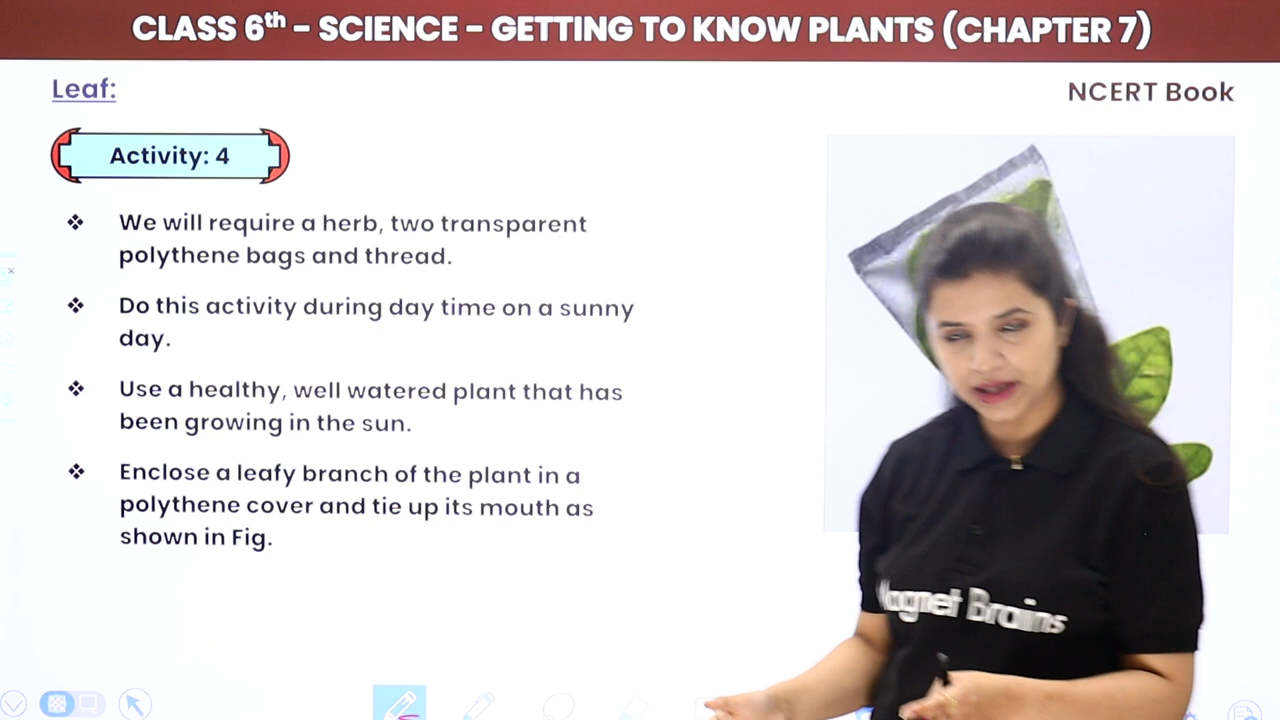 CLASS 6th – SCIENCE – GETTING TO KNOW PLANTS (CHAPTER 7)
Leaf:
NCERT Book
Activity: 4
❖ We will require a herb, two transparent
polythene bags and thread.
❖ Do this activity during day time on a sunny
day.
❖ Use a healthy, well watered plant that has
been growing in the sun.
❖ Enclose a leafy branch of the plant in a
polythene cover and tie up its mouth as
shown in Fig.
Magnet Brains